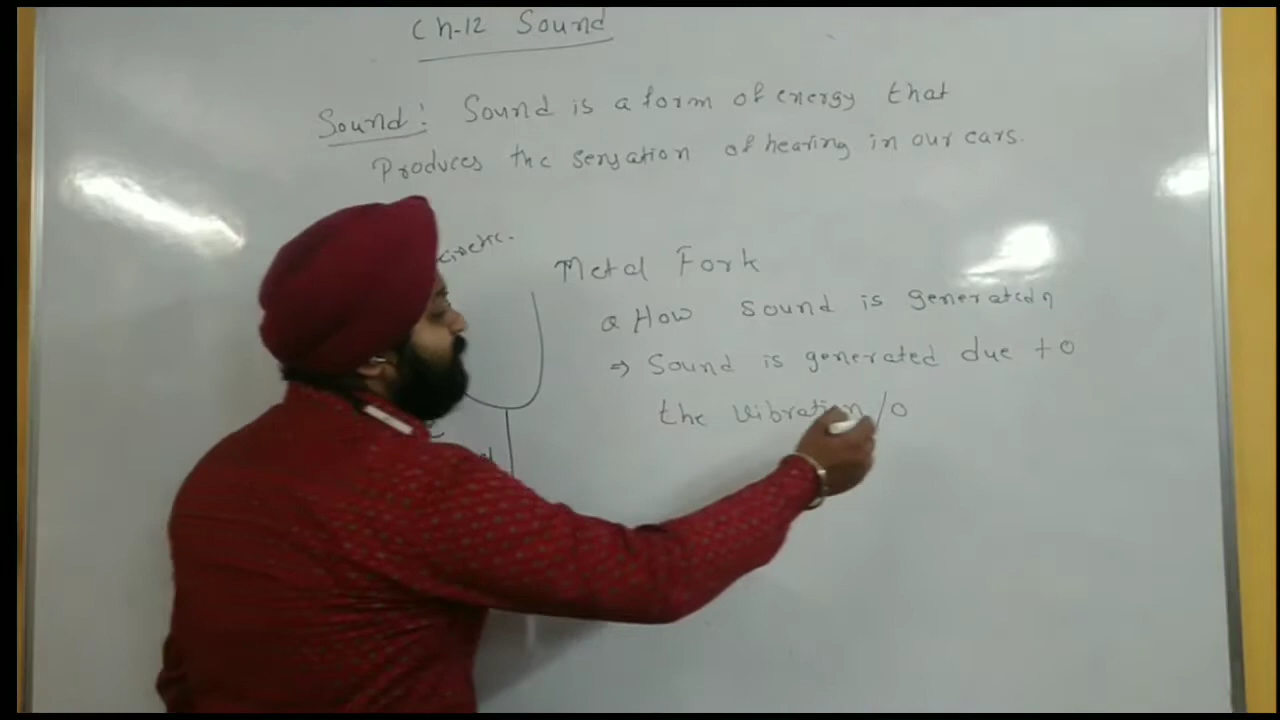 Ch-12 Sound
Sound: Sound is a form of energy that
Produces the sensation of hearing in our ears.
Metal Fork
Q How sound is generated
⇒ Sound is generated due to
the Vibration / o